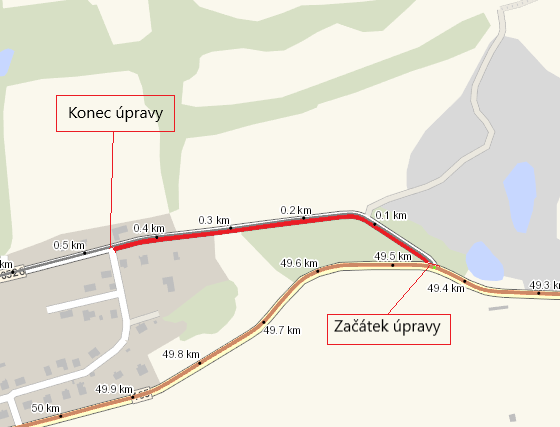 Konec úpravy
0.1 km
0.2 km
0.3 km
0.4 km
0.5 km
km
49.5 km
49.6 km
49.4 km
49.3 k
Začátek úpravy
49.7 km
49.8 km
49.9 km
50 km